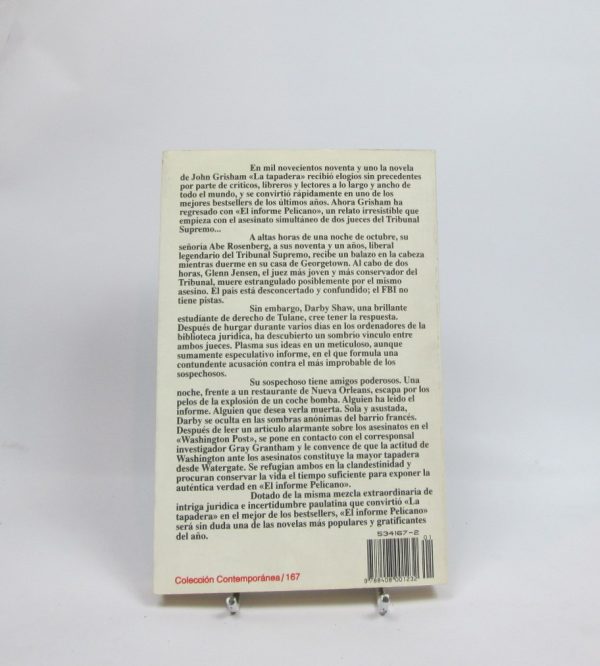 En mil novecientos noventa y uno la novela
de John Grisham «La tapadera» recibió elogios sin precedentes
por parte de críticos, libreros y lectores a lo largo y ancho de
todo el mundo, y se convirtió rápidamente en uno de los
mejores bestsellers de los últimos años. Ahora Grisham ha
regresado con «El informe Pelícano», un relato irresistible que
empieza con el asesinato simultáneo de dos jueces del Tribunal
Supremo...
A altas horas de una noche de octubre, su
señoría Abe Rosenberg, a sus noventa y un años, liberal
legendario del Tribunal Supremo, recibe un balazo en la cabeza
mientras duerme en su casa de Georgetown. Al cabo de dos
horas, Glenn Jensen, el juez más joven y más conservador del
Tribunal, muere estrangulado posiblemente por el mismo
asesino. El país está desconcertado y confundido; el FBI no
tiene pistas.
Sin embargo, Darby Shaw, una brillante
estudiante de derecho de Tulane, cree tener la respuesta.
Después de hurgar durante varios días en los ordenadores de la
biblioteca jurídica, ha descubierto un sombrío vínculo entre
ambos jueces. Plasma sus ideas en un meticuloso, aunque
sumamente especulativo informe, en el que formula una
contundente acusación contra el más improbable de los
sospechosos.
Su sospechoso tiene amigos poderosos. Una
noche, frente a un restaurante de Nueva Orleans, escapa por los
pelos de la explosión de un coche bomba. Alguien ha leído el
informe. Alguien que desea verla muerta. Sola y asustada,
Darby se oculta en las sombras anónimas del barrio francés.
Después de leer un artículo alarmante sobre los asesinatos en el
«Washington Post», se pone en contacto con el corresponsal
investigador Gray Grantham y le convence de que la actitud de
Washington ante los asesinatos constituye la mayor tapadera
desde Watergate. Se refugian ambos en la clandestinidad y
procuran conservar la vida el tiempo suficiente para exponer la
auténtica verdad en «El informe Pelícano».
Dotado de la misma mezcla extraordinaria de
intriga jurídica e incertidumbre paulatina que convirtió «La
tapadera» en el mejor de los bestsellers, «El informe Pelícano»
será sin duda una de las novelas más populares y gratificantes
del año.
534167-2
01
9788408001232
Colección Contemporánea/167